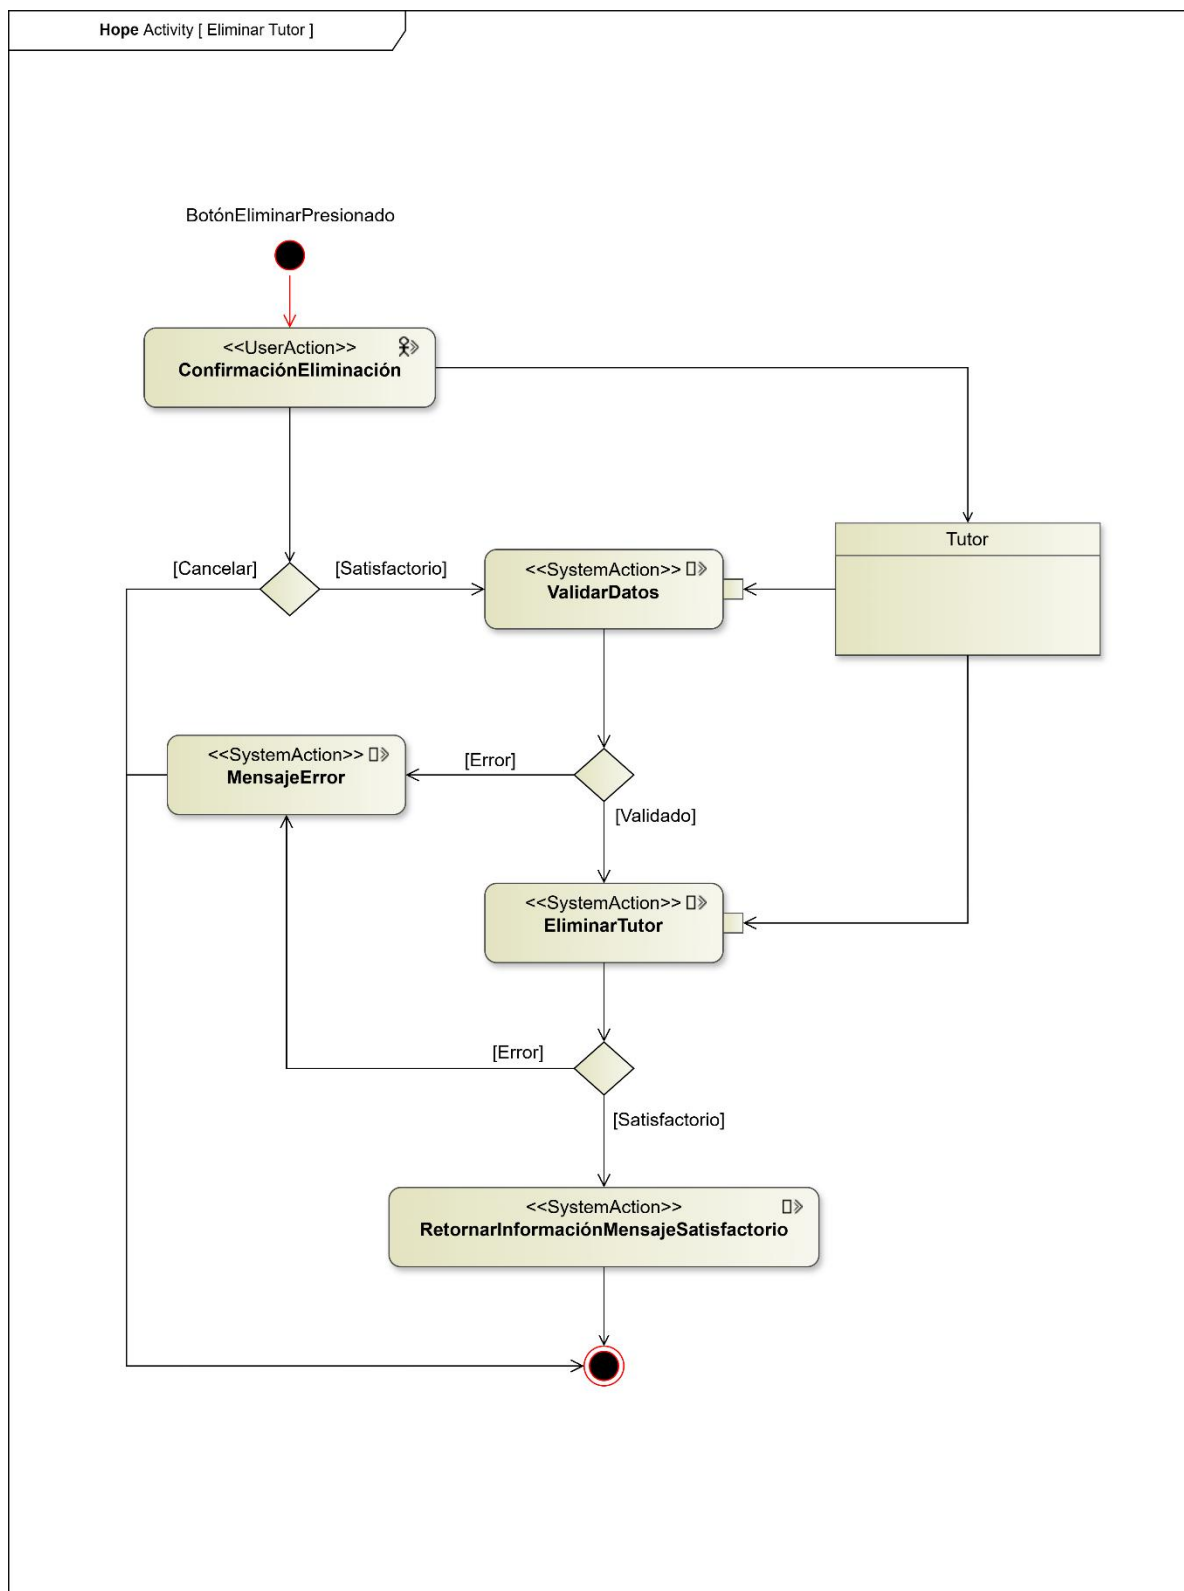 Hope Activity [ Eliminar Tutor ]
BotónEliminarPresionado
<<UserAction>>
ConfirmaciónEliminación
Tutor
[Cancelar]
[Satisfactorio]
<<SystemAction>>
ValidarDatos
<<SystemAction>>
MensajeError
[Error]
[Validado]
<<SystemAction>>
EliminarTutor
[Error]
[Satisfactorio]
<<SystemAction>>
RetornarInformaciónMensajeSatisfactorio